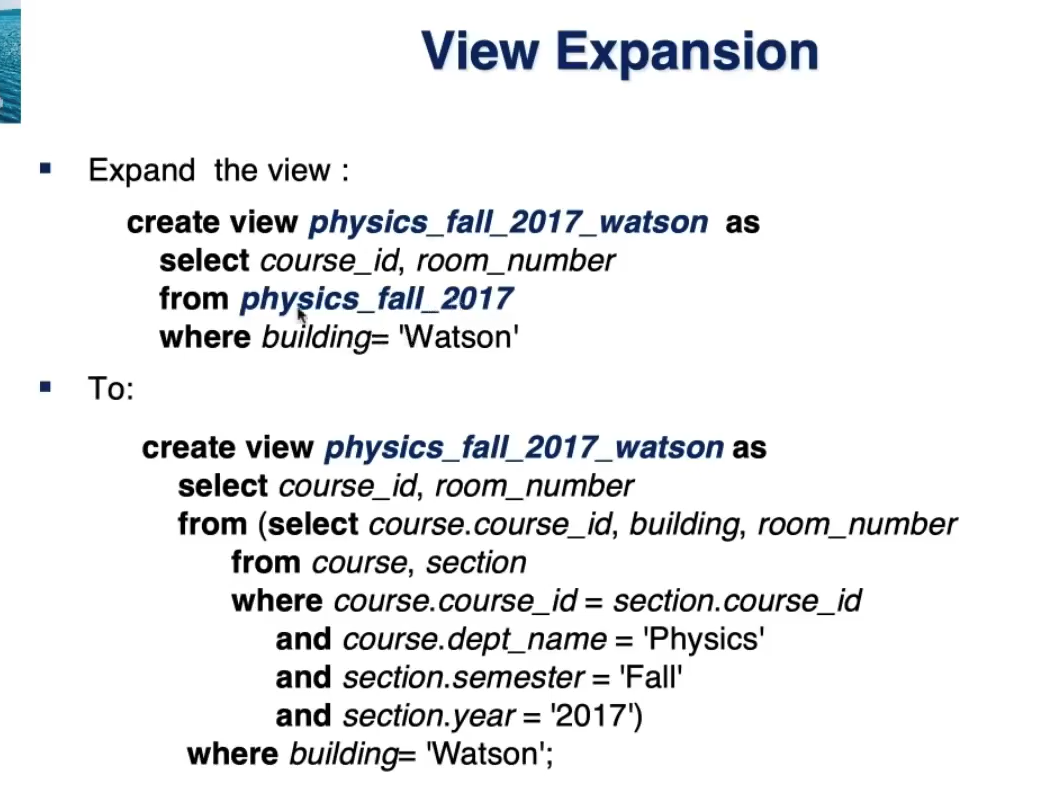 View Expansion
Expand the view :
create view physics_fall_2017_watson as
select course_id, room_number
from physics_fall_2017
where building= 'Watson'
To:
create view physics_fall_2017_watson as
select course_id, room_number
from (select course.course_id, building, room_number
from course, section
where course.course_id = section.course_id
and course.dept_name = 'Physics'
and section.semester = 'Fall'
and section.year = '2017')
where building= 'Watson';